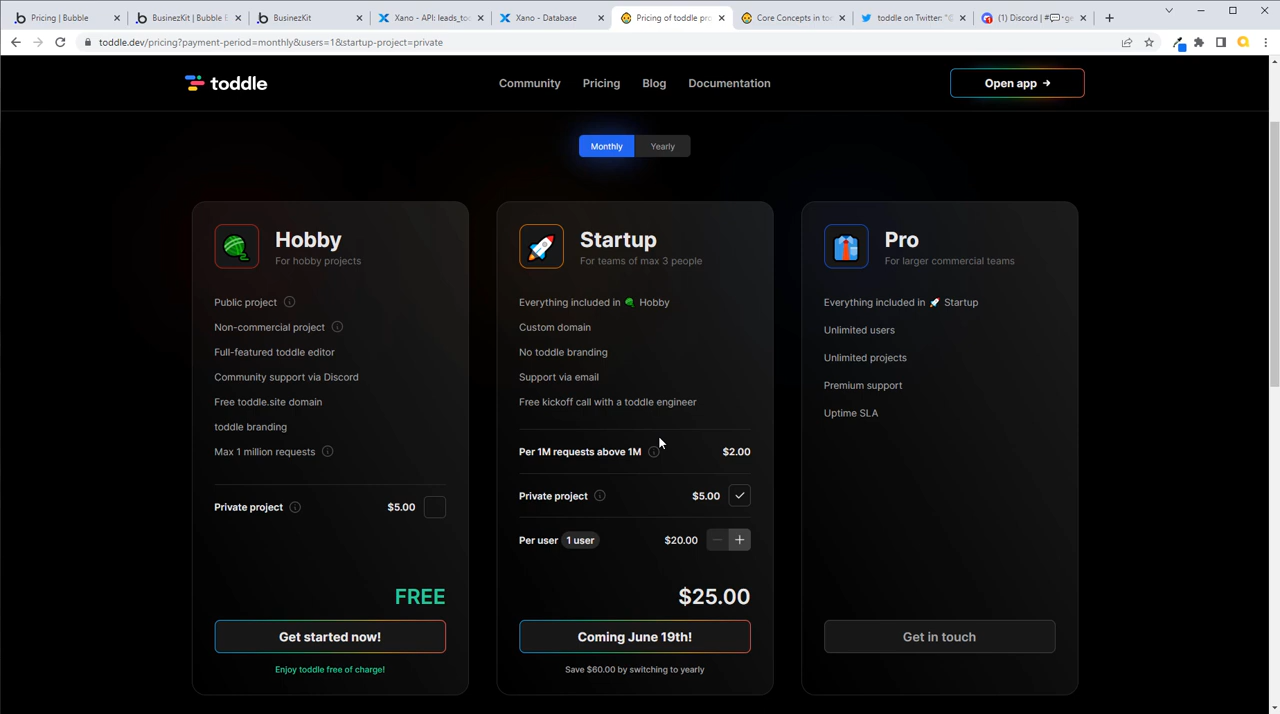 Pricing | Bubble
BusinezKit | Bubble E
BusinezKit
Xano - API: leads_too
Xano - Database
Pricing of toddle pro
Core Concepts in to
toddle on Twitter: "@
(1) Discord | #
toddle.dev/pricing?payment-period=monthly&users=1&startup-project=private
toddle
Community
Pricing
Blog
Documentation
Open app →
Monthly
Yearly
Hobby
For hobby projects
Public project
Non-commercial project
Full-featured toddle editor
Community support via Discord
Free toddle.site domain
toddle branding
Max 1 million requests
Private project $5.00
FREE
Get started now!
Enjoy toddle free of charge!
Startup
For teams of max 3 people
Everything included in 🧶 Hobby
Custom domain
No toddle branding
Support via email
Free kickoff call with a toddle engineer
Per 1M requests above 1M $2.00
Private project $5.00
Per user 1 user $20.00 − +
$25.00
Coming June 19th!
Save $60.00 by switching to yearly
Pro
For larger commercial teams
Everything included in 🚀 Startup
Unlimited users
Unlimited projects
Premium support
Uptime SLA
Get in touch